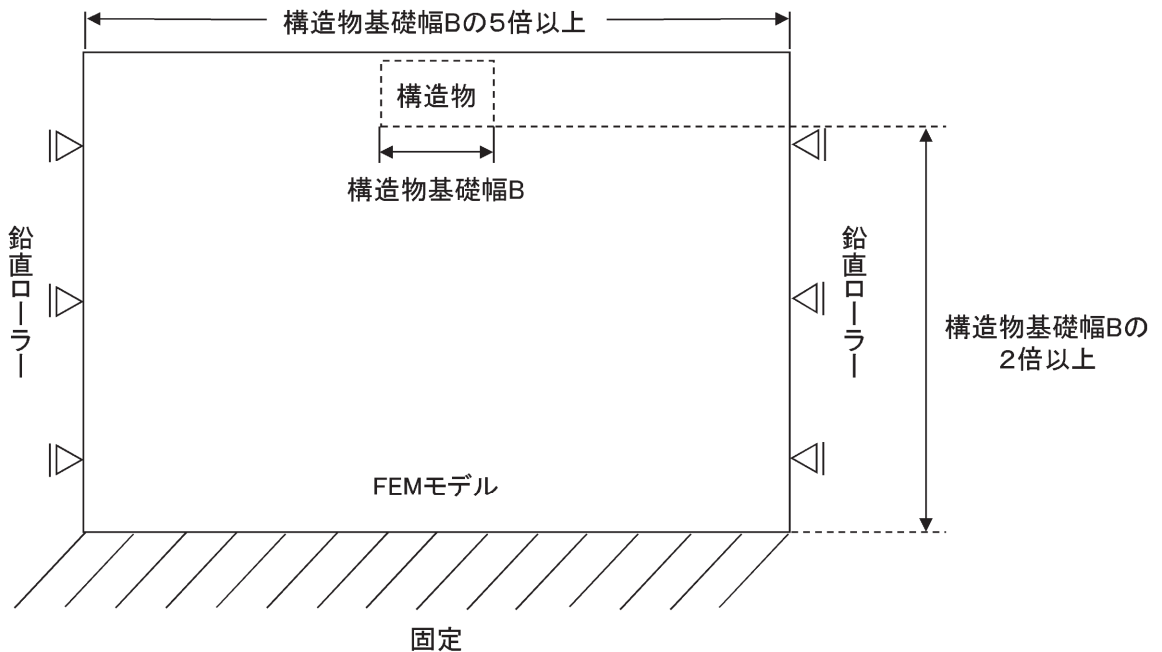 構造物基礎幅Bの5倍以上
構造物
構造物基礎幅B
鉛直ローラー
鉛直ローラー
構造物基礎幅Bの
2倍以上
FEMモデル
固定